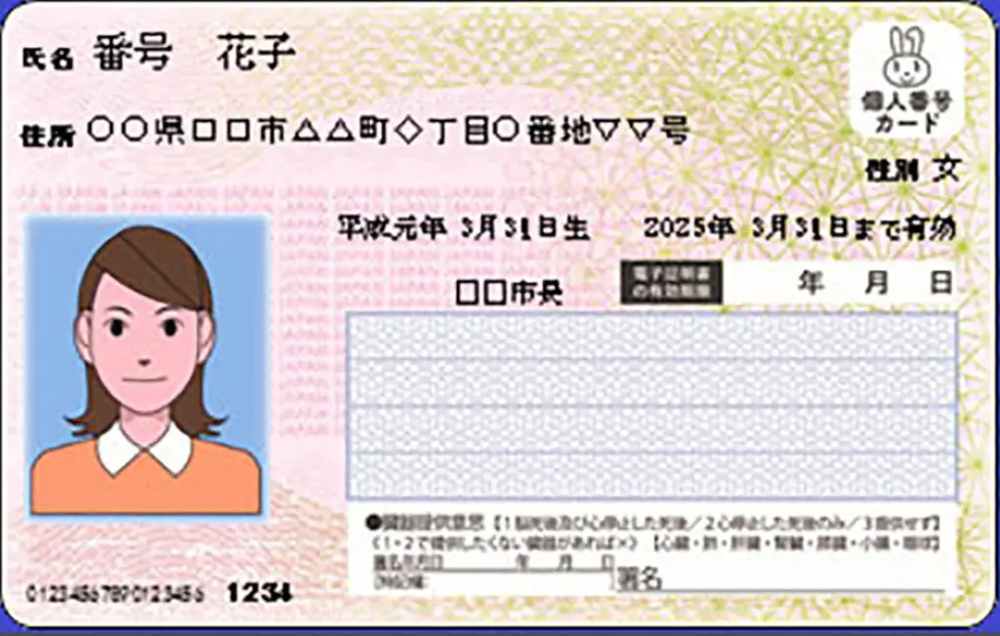 氏名 番号 花子
個人番号
カード
住所 〇〇県□□市△△町◇丁目〇番地▽▽号
性別 女
平成元年 3月31日生 2025年 3月31日まで有効
□□市長
電子証明書
の有効期限
年 月 日
●臓器提供意思【1脳死後及び心停止した死後／2心停止した死後のみ／3提供せず】
《1・2で提供したくない臓器があれば×》【心臓・肺・肝臓・腎臓・膵臓・小腸・眼球】
署名年月日 年 月 日
署名
1234